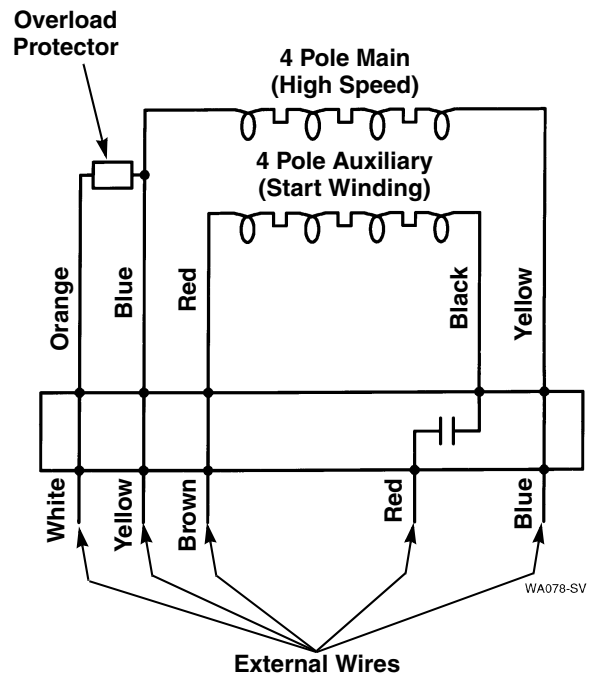 Overload
Protector
4 Pole Main
(High Speed)
4 Pole Auxiliary
(Start Winding)
Orange
Blue
Red
Black
Yellow
White
Yellow
Brown
Red
Blue
WA078-SV
External Wires